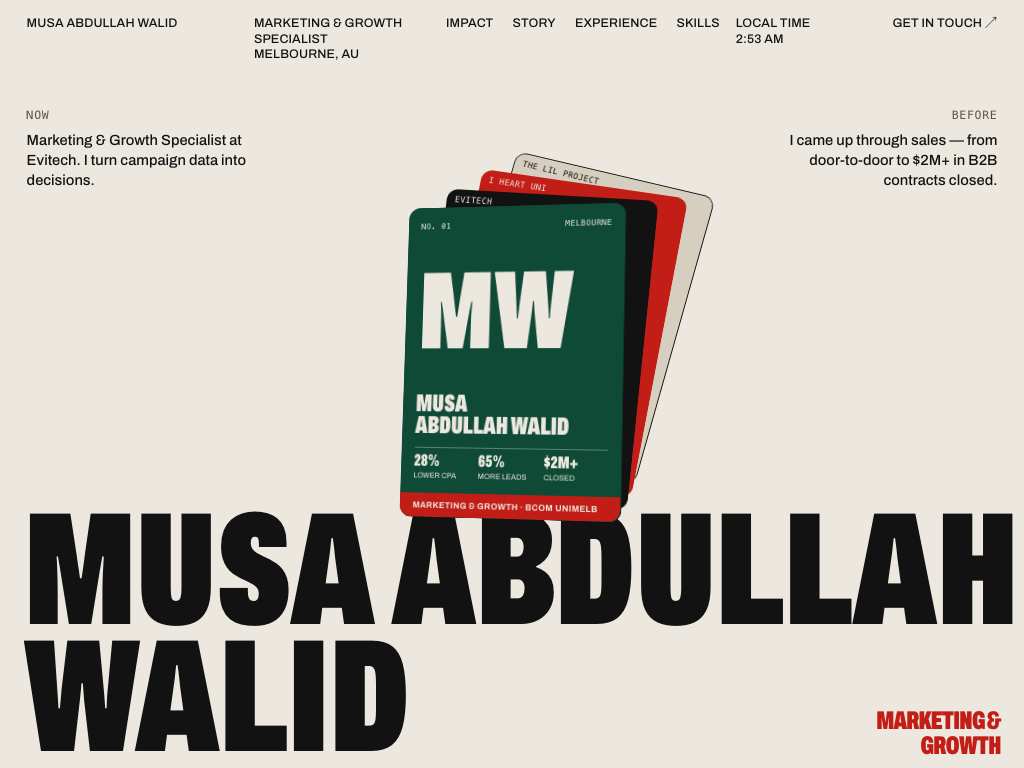 MUSA ABDULLAH WALID
MARKETING & GROWTH
SPECIALIST
MELBOURNE, AU
IMPACT
STORY
EXPERIENCE
SKILLS
LOCAL TIME
2:53 AM
GET IN TOUCH ↗
NOW
Marketing & Growth Specialist at
Evitech. I turn campaign data into
decisions.
BEFORE
I came up through sales — from
door-to-door to $2M+ in B2B
contracts closed.
THE LIL PROJECT
I HEART UNI
EVITECH
NO. 01
MELBOURNE
MW
MUSA
ABDULLAH WALID
28%
LOWER CPA
65%
MORE LEADS
$2M+
CLOSED
MARKETING & GROWTH · BCOM UNIMELB
MUSA ABDULLAH
WALID
MARKETING &
GROWTH